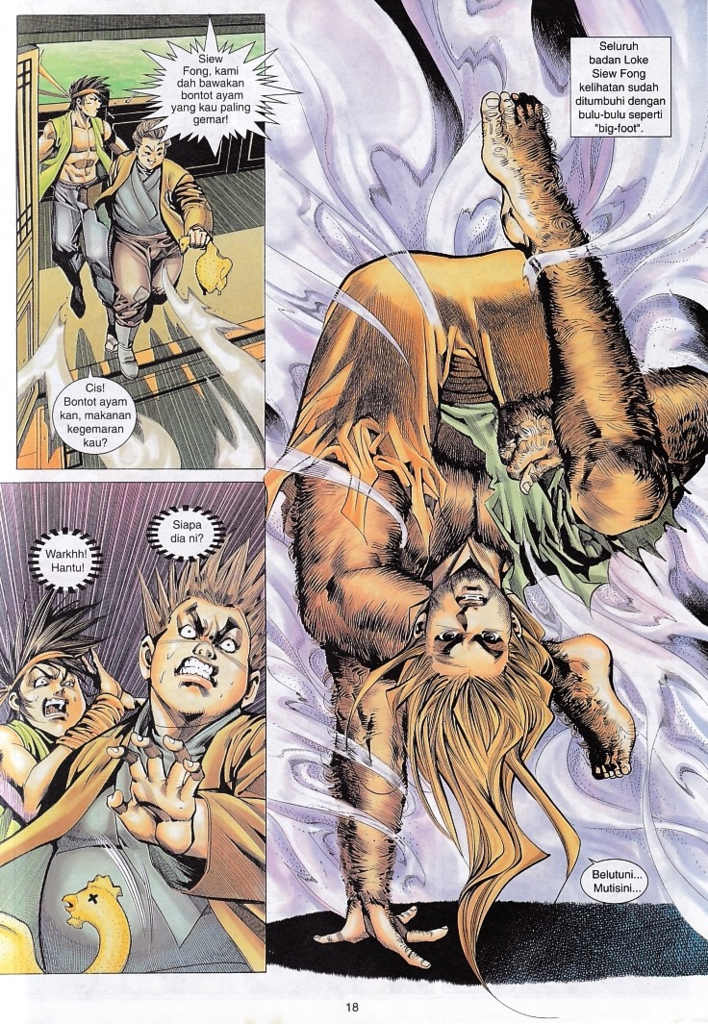 Siew
Fong, kami
dah bawakan
bontot ayam
yang kau paling
gemar!
Cis!
Bontot ayam
kan, makanan
kegemaran
kau?
Seluruh
badan Loke
Siew Fong
kelihatan sudah
ditumbuhi dengan
bulu-bulu seperti
"big-foot".
Warkhh!
Hantu!
Siapa
dia ni?
Belutuni...
Mutisini...
18